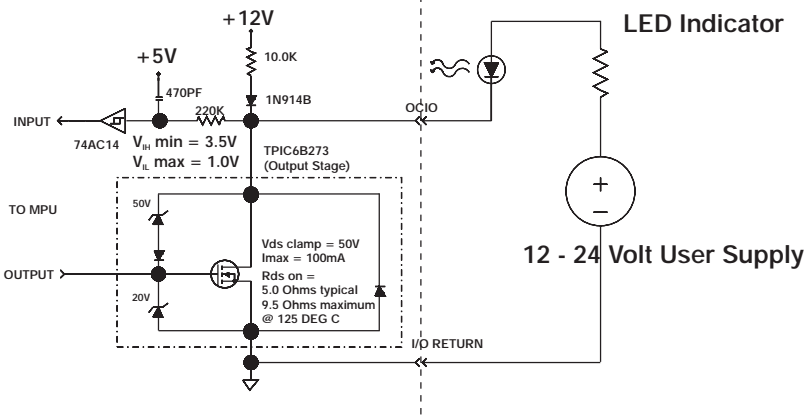 +12V
LED Indicator
+5V
10.0K
470PF
1N914B
220K
OCIO
INPUT
74AC14
VIH min = 3.5V
VIL max = 1.0V
TPIC6B273
(Output Stage)
TO MPU
50V
+
−
Vds clamp = 50V
Imax = 100mA
12 - 24 Volt User Supply
OUTPUT
Rds on =
5.0 Ohms typical
20V
9.5 Ohms maximum
@ 125 DEG C
I/O RETURN